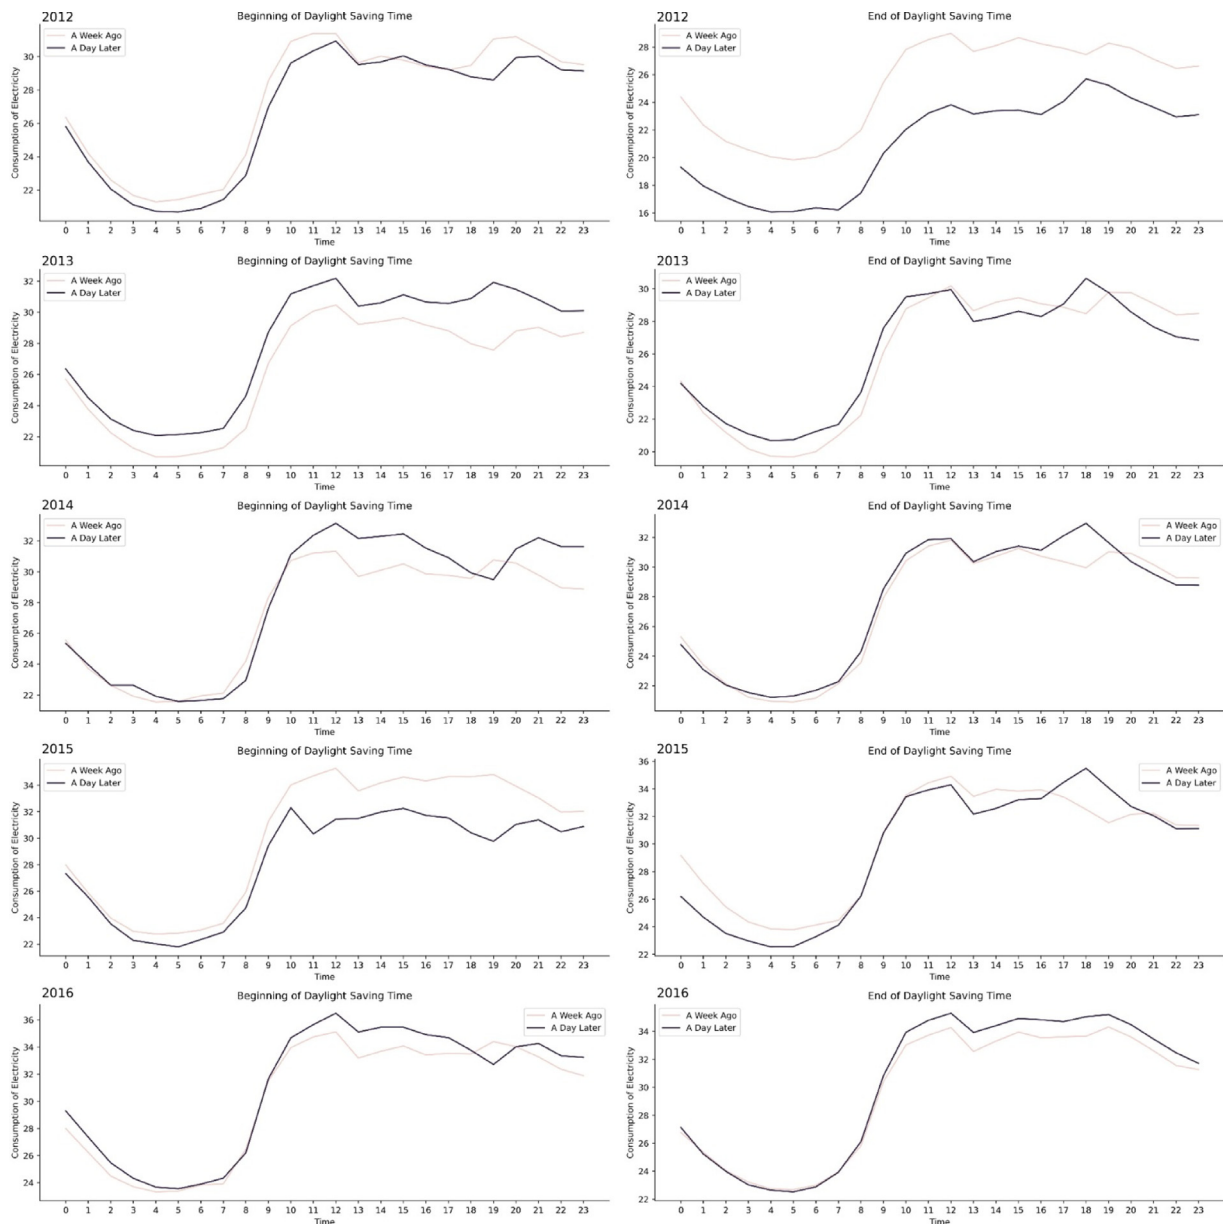 2012
Beginning of Daylight Saving Time
A Week Ago
A Day Later
Consumption of Electricity
30
28
26
24
22
0 1 2 3 4 5 6 7 8 9 10 11 12 13 14 15 16 17 18 19 20 21 22 23
Time
2012
End of Daylight Saving Time
A Week Ago
A Day Later
Consumption of Electricity
28
26
24
22
20
18
16
0 1 2 3 4 5 6 7 8 9 10 11 12 13 14 15 16 17 18 19 20 21 22 23
Time
2013
Beginning of Daylight Saving Time
A Week Ago
A Day Later
Consumption of Electricity
32
30
28
26
24
22
0 1 2 3 4 5 6 7 8 9 10 11 12 13 14 15 16 17 18 19 20 21 22 23
Time
2013
End of Daylight Saving Time
A Week Ago
A Day Later
Consumption of Electricity
30
28
26
24
22
20
0 1 2 3 4 5 6 7 8 9 10 11 12 13 14 15 16 17 18 19 20 21 22 23
Time
2014
Beginning of Daylight Saving Time
A Week Ago
A Day Later
Consumption of Electricity
32
30
28
26
24
22
0 1 2 3 4 5 6 7 8 9 10 11 12 13 14 15 16 17 18 19 20 21 22 23
Time
2014
End of Daylight Saving Time
A Week Ago
A Day Later
Consumption of Electricity
32
30
28
26
24
22
0 1 2 3 4 5 6 7 8 9 10 11 12 13 14 15 16 17 18 19 20 21 22 23
Time
2015
Beginning of Daylight Saving Time
A Week Ago
A Day Later
Consumption of Electricity
34
32
30
28
26
24
22
0 1 2 3 4 5 6 7 8 9 10 11 12 13 14 15 16 17 18 19 20 21 22 23
Time
2015
End of Daylight Saving Time
A Week Ago
A Day Later
Consumption of Electricity
36
34
32
30
28
26
24
22
0 1 2 3 4 5 6 7 8 9 10 11 12 13 14 15 16 17 18 19 20 21 22 23
Time
2016
Beginning of Daylight Saving Time
A Week Ago
A Day Later
Consumption of Electricity
36
34
32
30
28
26
24
0 1 2 3 4 5 6 7 8 9 10 11 12 13 14 15 16 17 18 19 20 21 22 23
Time
2016
End of Daylight Saving Time
A Week Ago
A Day Later
Consumption of Electricity
34
32
30
28
26
24
22
0 1 2 3 4 5 6 7 8 9 10 11 12 13 14 15 16 17 18 19 20 21 22 23
Time